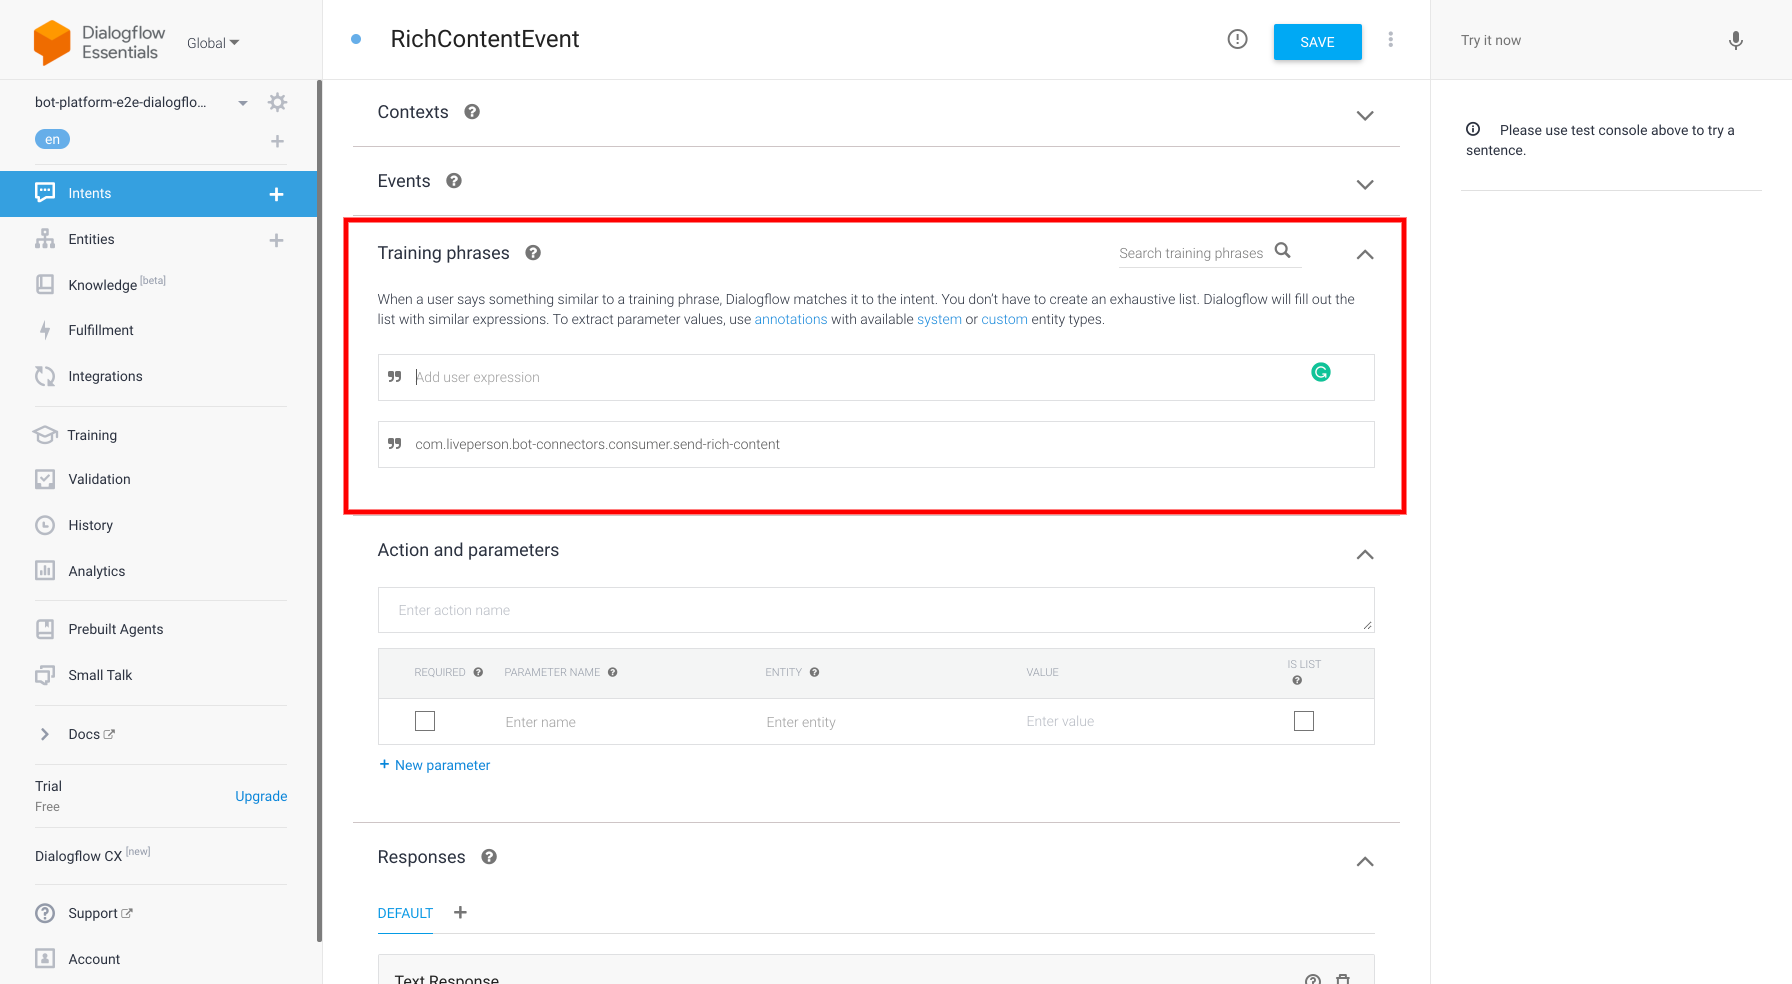 Dialogflow
Essentials
Global
bot-platform-e2e-dialogflo...
en
Intents
Entities
Knowledge [beta]
Fulfillment
Integrations
Training
Validation
History
Analytics
Prebuilt Agents
Small Talk
Docs
Trial
Free
Upgrade
Dialogflow CX [new]
Support
Account
RichContentEvent
SAVE
Contexts
Events
Training phrases
Search training phrases
When a user says something similar to a training phrase, Dialogflow matches it to the intent. You don't have to create an exhaustive list. Dialogflow will fill out the
list with similar expressions. To extract parameter values, use annotations with available system or custom entity types.
Add user expression
com.liveperson.bot-connectors.consumer.send-rich-content
Action and parameters
Enter action name
REQUIRED PARAMETER NAME ENTITY VALUE IS LIST
Enter name Enter entity Enter value
+ New parameter
Responses
DEFAULT
Text Response
Try it now
Please use test console above to try a
sentence.